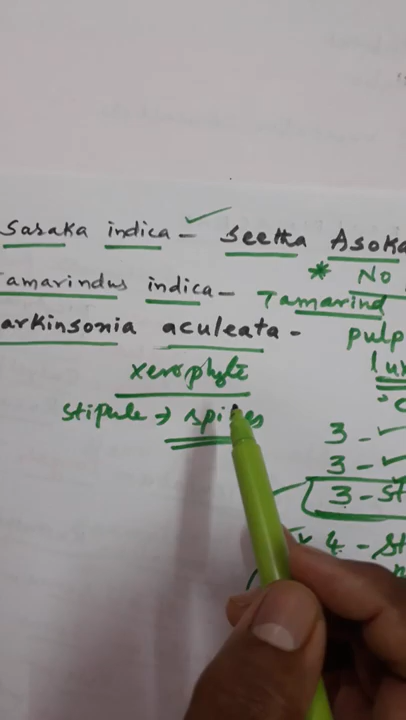 Saraka indica - Seetha Asoka
* No
Tamarindus indica - Tamarind
arkinsonia aculeata - pulp
xerophyte
stipule → spines
3 - ✓
3 - ✓
3 - st
4 - st